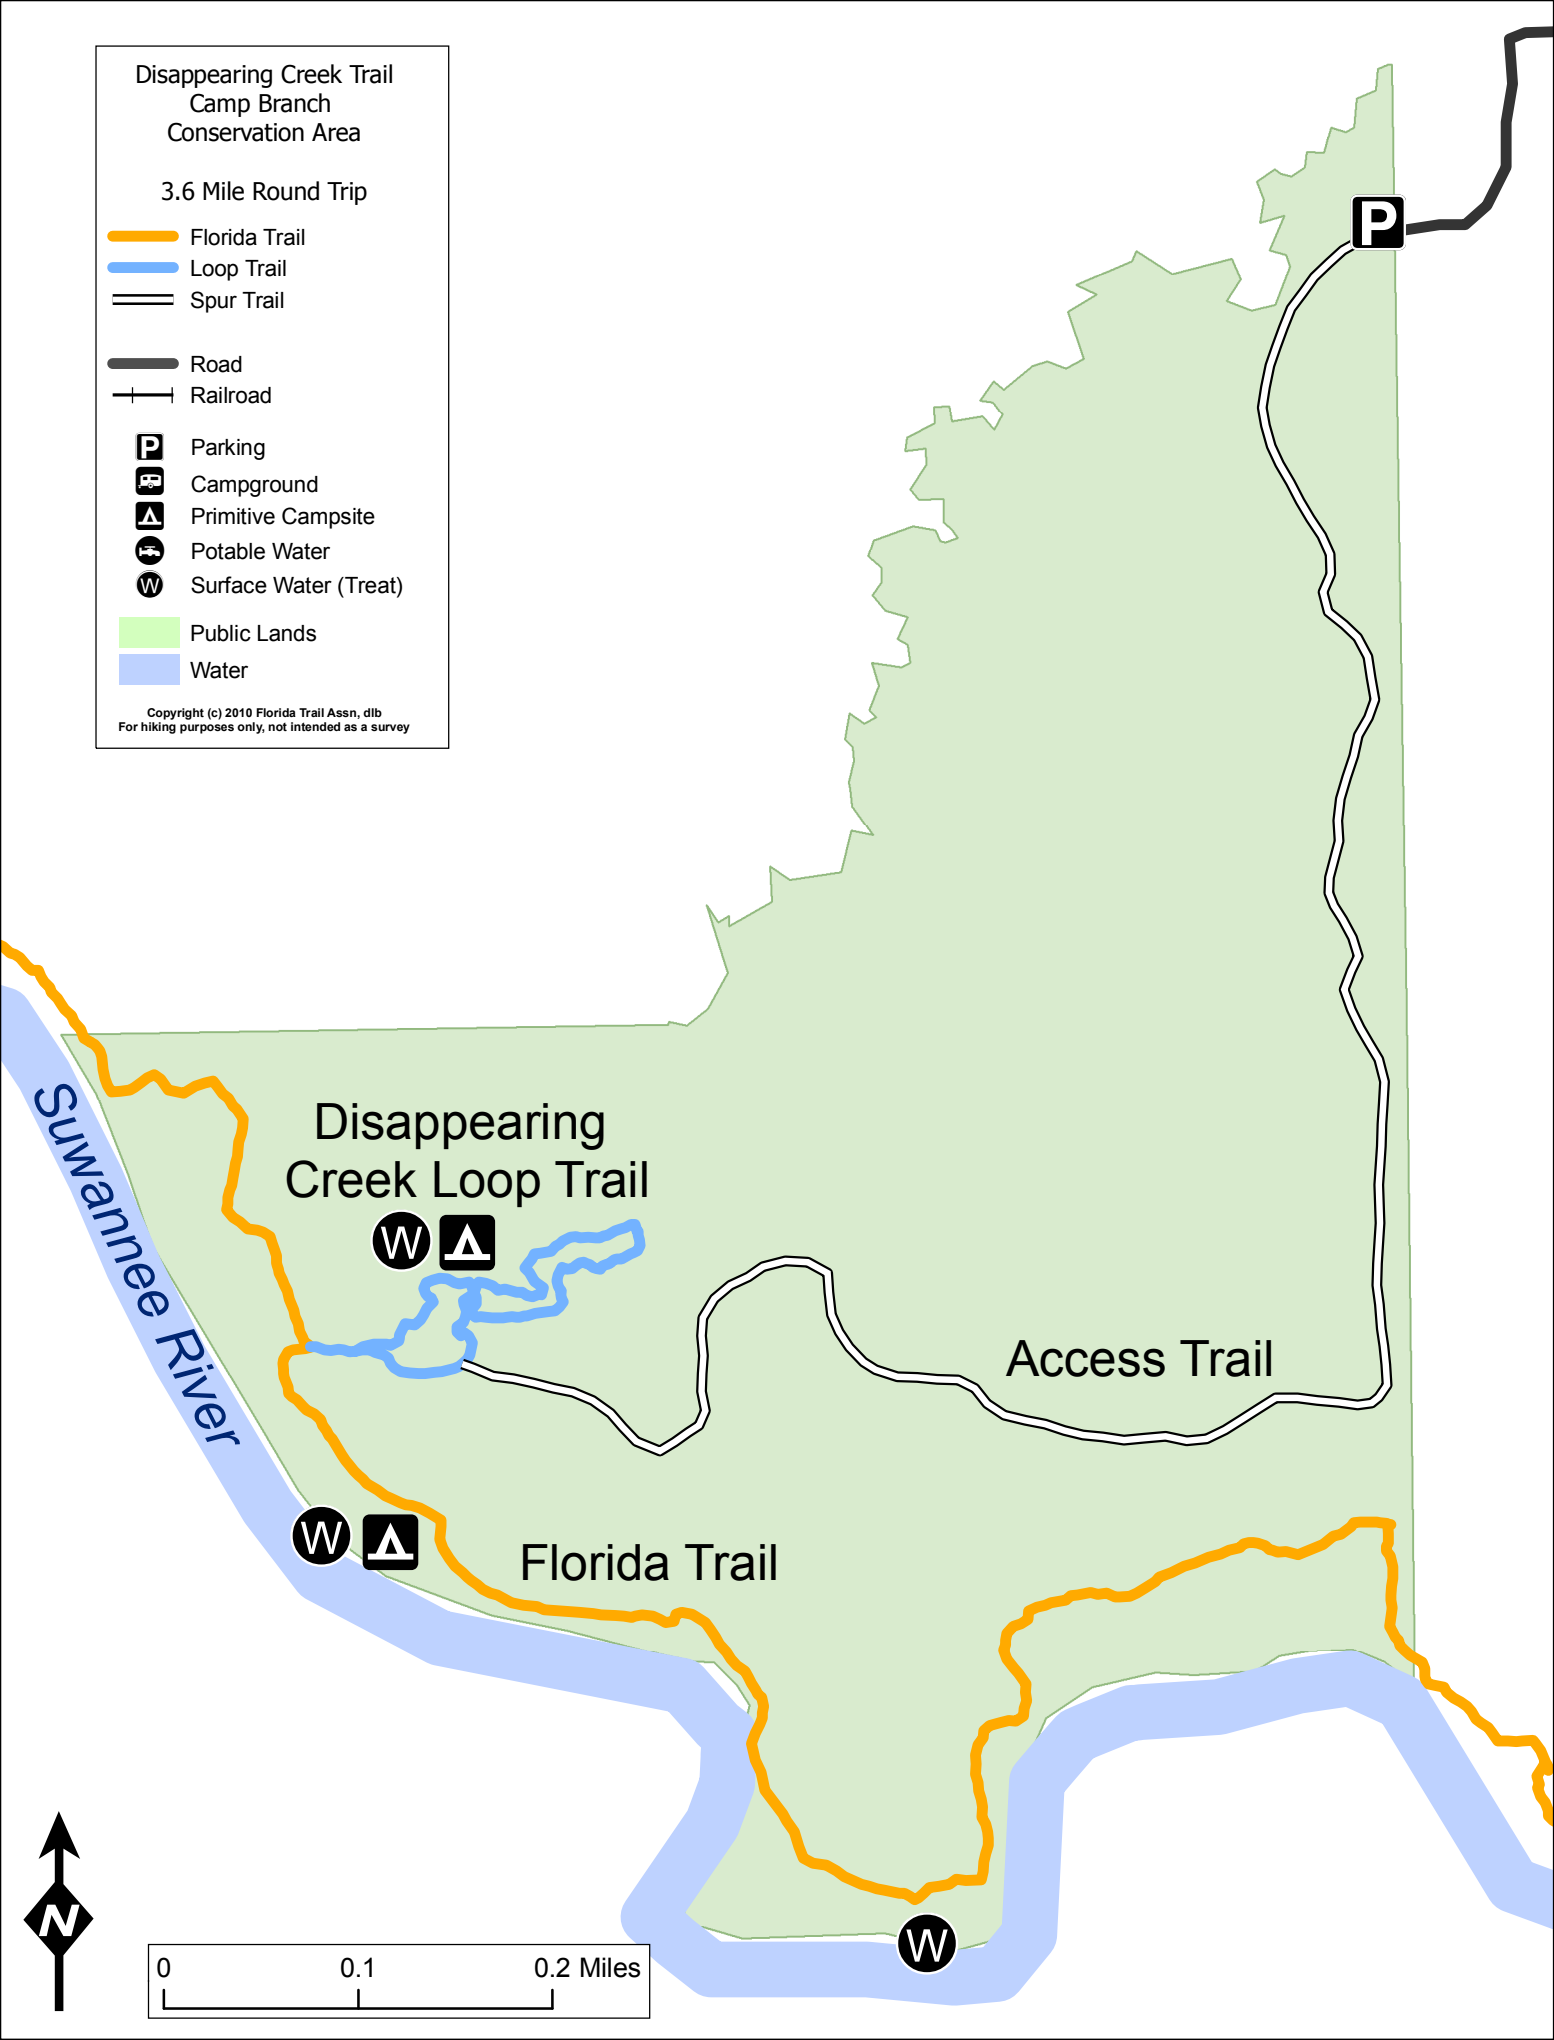 Disappearing Creek Trail
Camp Branch
Conservation Area
3.6 Mile Round Trip
Florida Trail
Loop Trail
Spur Trail
Road
Railroad
P Parking
Campground
Primitive Campsite
Potable Water
W Surface Water (Treat)
Public Lands
Water
Copyright (c) 2010 Florida Trail Assn, dlb
For hiking purposes only, not intended as a survey
P
Suwannee River
Disappearing
Creek Loop Trail
W
Access Trail
W
Florida Trail
W
N
0 0.1 0.2 Miles